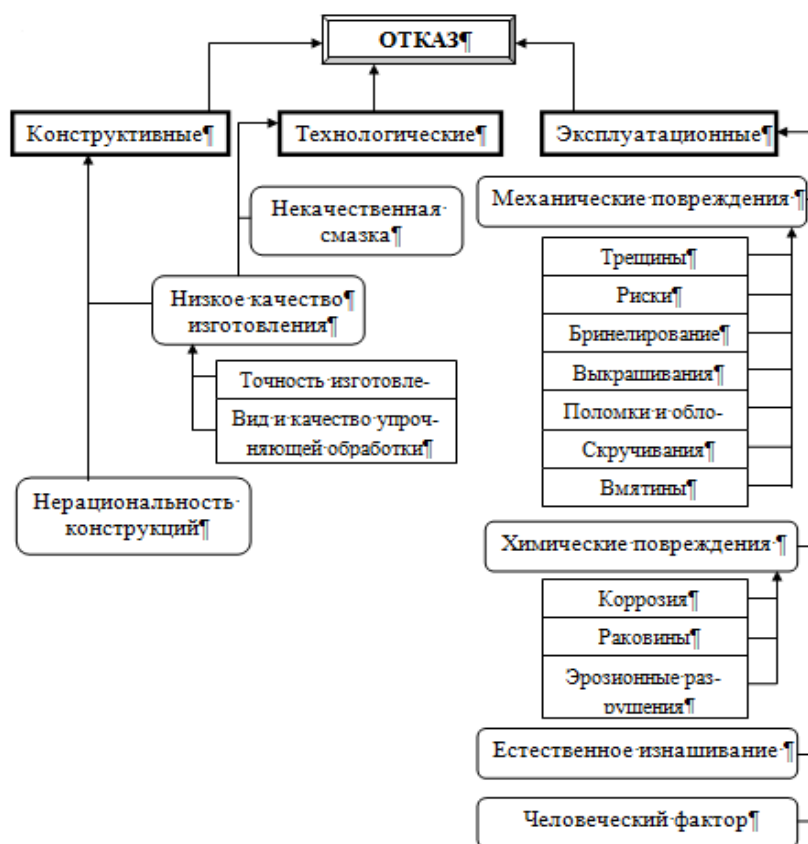 ОТКАЗ¶
Конструктивные¶
Технологические¶
Эксплуатационные¶
Некачественная·
смазка¶
Низкое·качество¶
изготовления¶
Точность·изготовле-
Вид·и·качество·упроч-
няющей·обработки¶
Нерациональность·
конструкций¶
Механические·повреждения·¶
Трещины¶
Риски¶
Бринелирование¶
Выкрашивания¶
Поломки·и·обло-
Скручивания¶
Вмятины¶
Химические·повреждения·¶
Коррозия¶
Раковины¶
Эрозионные·раз-
рушения¶
Естественное·изнашивание·¶
Человеческий·фактор¶